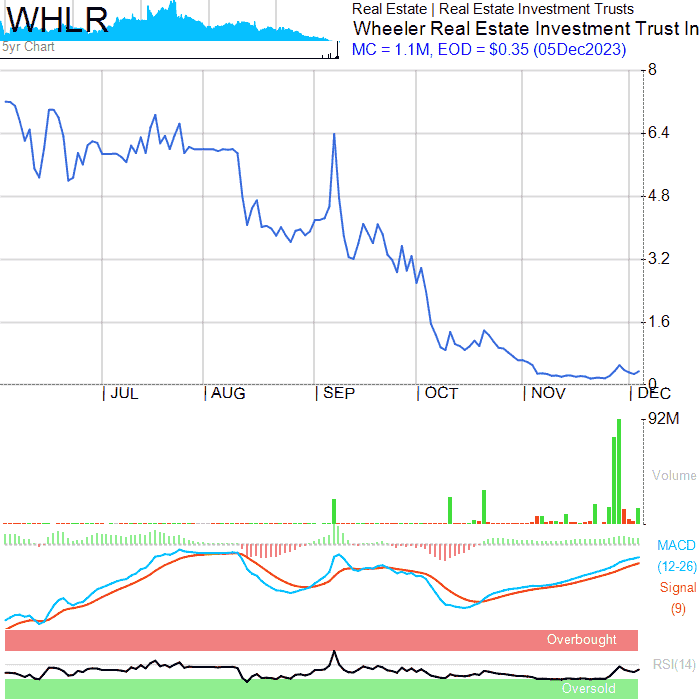 WHLR
5yr Chart
Real Estate | Real Estate Investment Trusts
Wheeler Real Estate Investment Trust In
MC = 1.1M, EOD = $0.35 (05Dec2023)
8
6.4
4.8
3.2
1.6
0
JUL
AUG
SEP
OCT
NOV
DEC
92M
Volume
MACD
(12-26)
Signal
(9)
Overbought
RSI(14)
Oversold